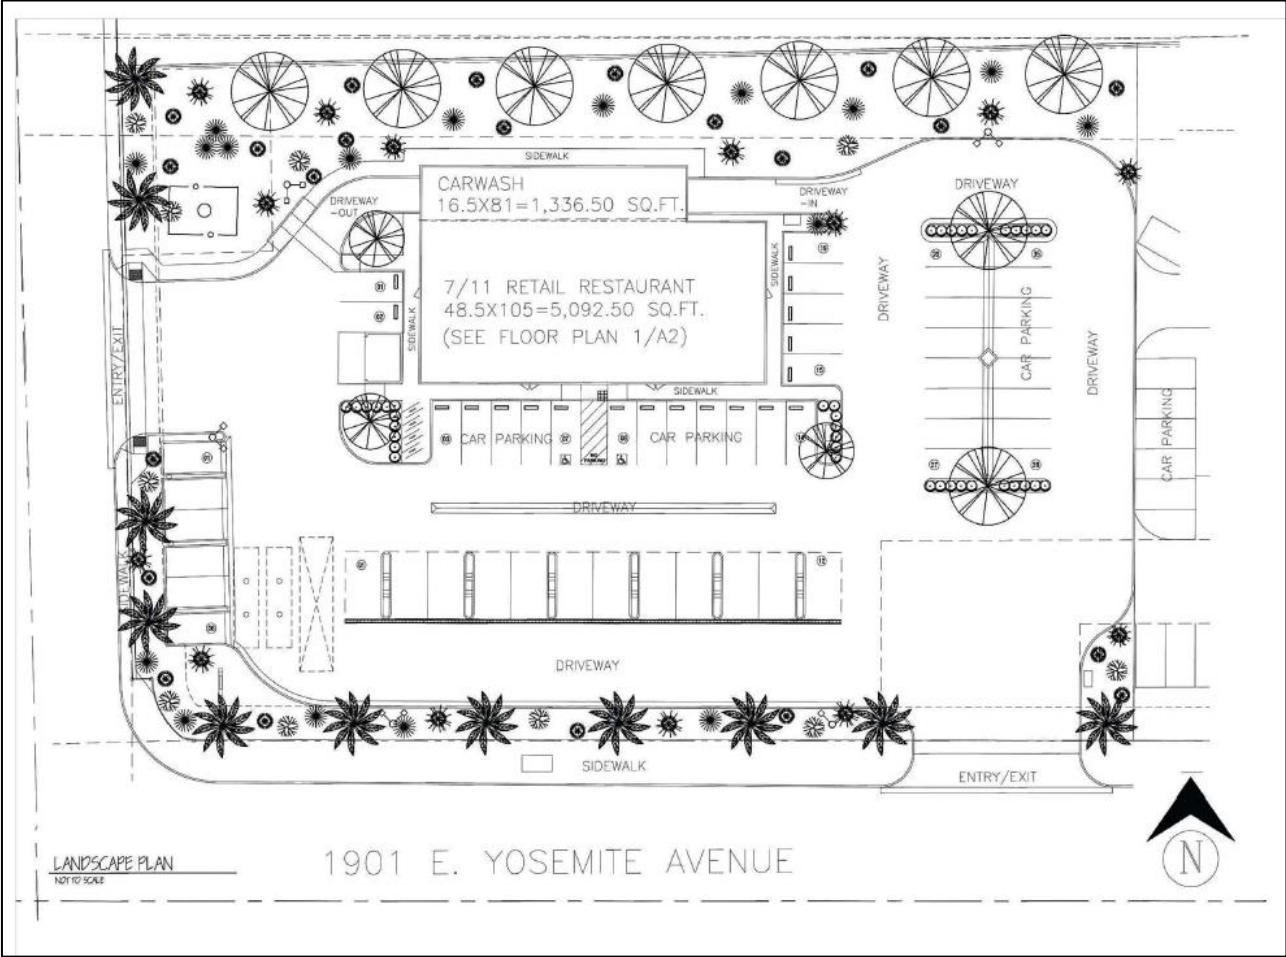 SIDEWALK
CARWASH
16.5X81=1,336.50 SQ.FT.
DRIVEWAY
-OUT
DRIVEWAY
-IN
DRIVEWAY
7/11 RETAIL RESTAURANT
48.5X105=5,092.50 SQ.FT.
(SEE FLOOR PLAN 1/A2)
SIDEWALK
SIDEWALK
SIDEWALK
DRIVEWAY
CAR PARKING
DRIVEWAY
CAR PARKING
ENTRY/EXIT
CAR PARKING
CAR PARKING
NO
PARKING
DRIVEWAY
DRIVEWAY
SIDEWALK
ENTRY/EXIT
LANDSCAPE PLAN
NOT TO SCALE
1901 E. YOSEMITE AVENUE
N